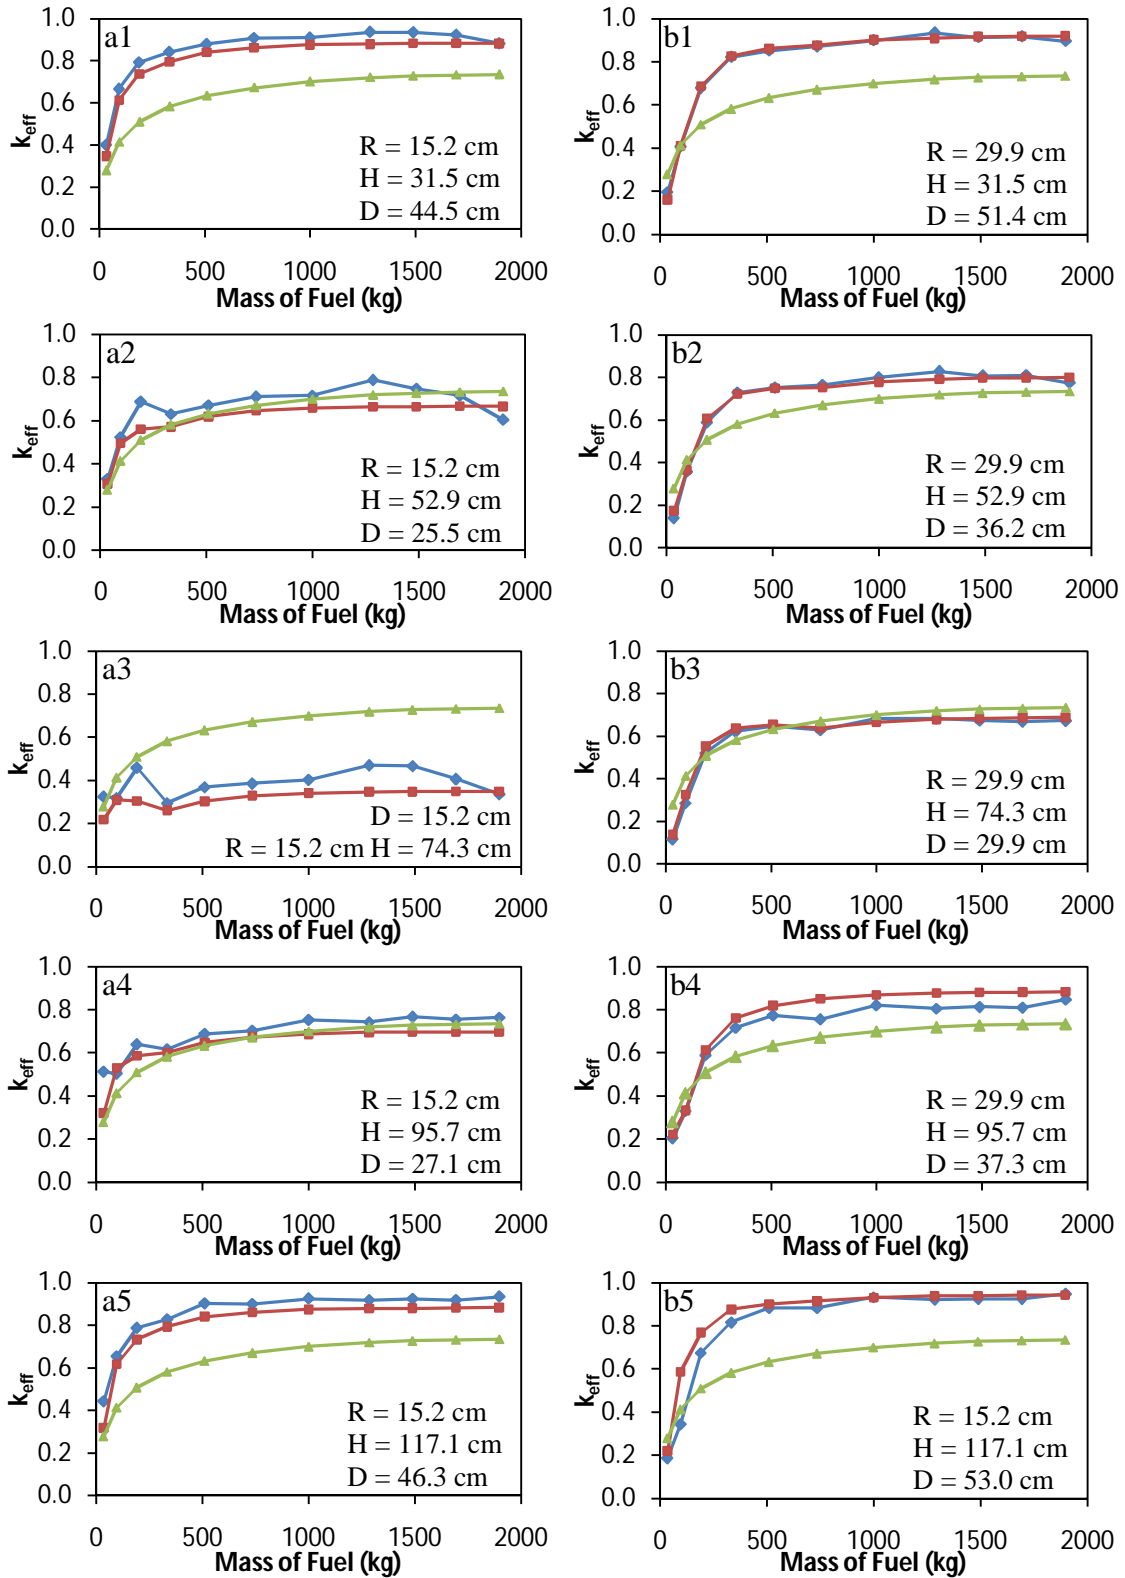 a1
1.0
0.8
0.6
0.4
0.2
0.0
k_eff
R = 15.2 cm
H = 31.5 cm
D = 44.5 cm
0 500 1000 1500 2000
Mass of Fuel (kg)
b1
1.0
0.8
0.6
0.4
0.2
0.0
k_eff
R = 29.9 cm
H = 31.5 cm
D = 51.4 cm
0 500 1000 1500 2000
Mass of Fuel (kg)
a2
1.0
0.8
0.6
0.4
0.2
0.0
k_eff
R = 15.2 cm
H = 52.9 cm
D = 25.5 cm
0 500 1000 1500 2000
Mass of Fuel (kg)
b2
1.0
0.8
0.6
0.4
0.2
0.0
k_eff
R = 29.9 cm
H = 52.9 cm
D = 36.2 cm
0 500 1000 1500 2000
Mass of Fuel (kg)
a3
1.0
0.8
0.6
0.4
0.2
0.0
k_eff
D = 15.2 cm
R = 15.2 cm H = 74.3 cm
0 500 1000 1500 2000
Mass of Fuel (kg)
b3
1.0
0.8
0.6
0.4
0.2
0.0
k_eff
R = 29.9 cm
H = 74.3 cm
D = 29.9 cm
0 500 1000 1500 2000
Mass of Fuel (kg)
a4
1.0
0.8
0.6
0.4
0.2
0.0
k_eff
R = 15.2 cm
H = 95.7 cm
D = 27.1 cm
0 500 1000 1500 2000
Mass of Fuel (kg)
b4
1.0
0.8
0.6
0.4
0.2
0.0
k_eff
R = 29.9 cm
H = 95.7 cm
D = 37.3 cm
0 500 1000 1500 2000
Mass of Fuel (kg)
a5
1.0
0.8
0.6
0.4
0.2
0.0
k_eff
R = 15.2 cm
H = 117.1 cm
D = 46.3 cm
0 500 1000 1500 2000
Mass of Fuel (kg)
b5
1.0
0.8
0.6
0.4
0.2
0.0
k_eff
R = 15.2 cm
H = 117.1 cm
D = 53.0 cm
0 500 1000 1500 2000
Mass of Fuel (kg)